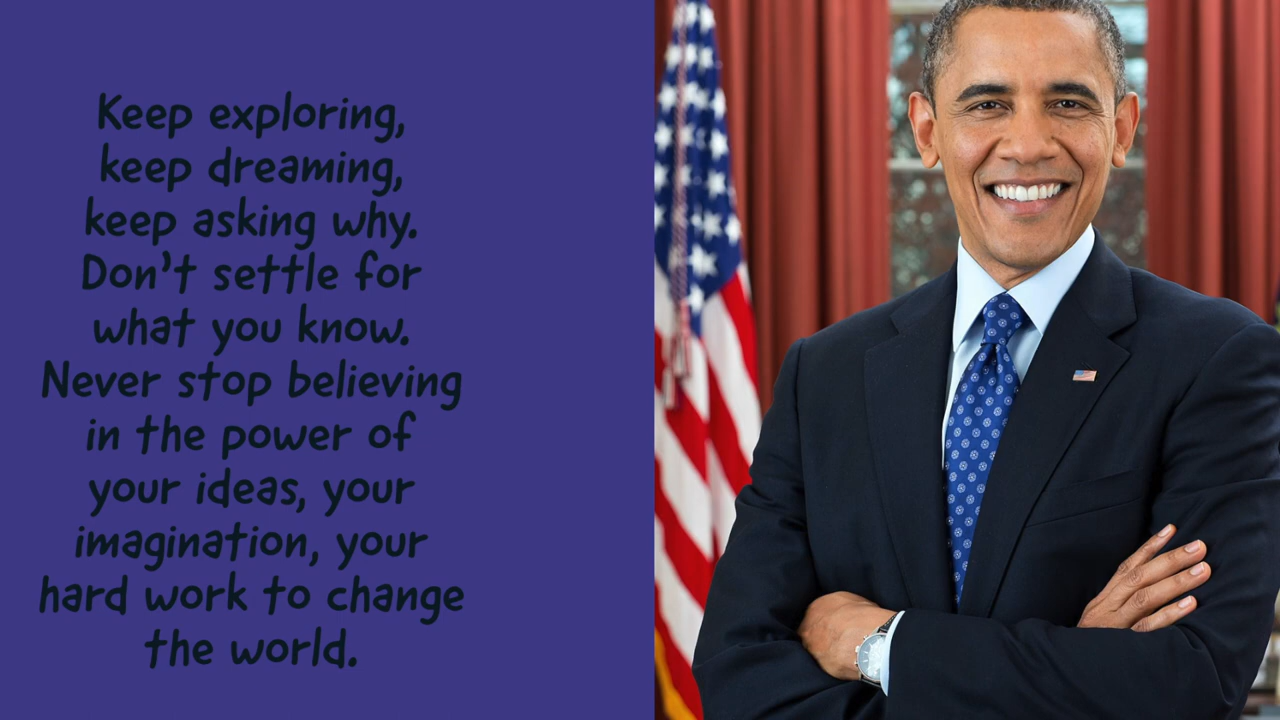 Keep exploring,
keep dreaming,
keep asking why.
Don't settle for
what you know.
Never stop believing
in the power of
your ideas, your
imagination, your
hard work to change
the world.